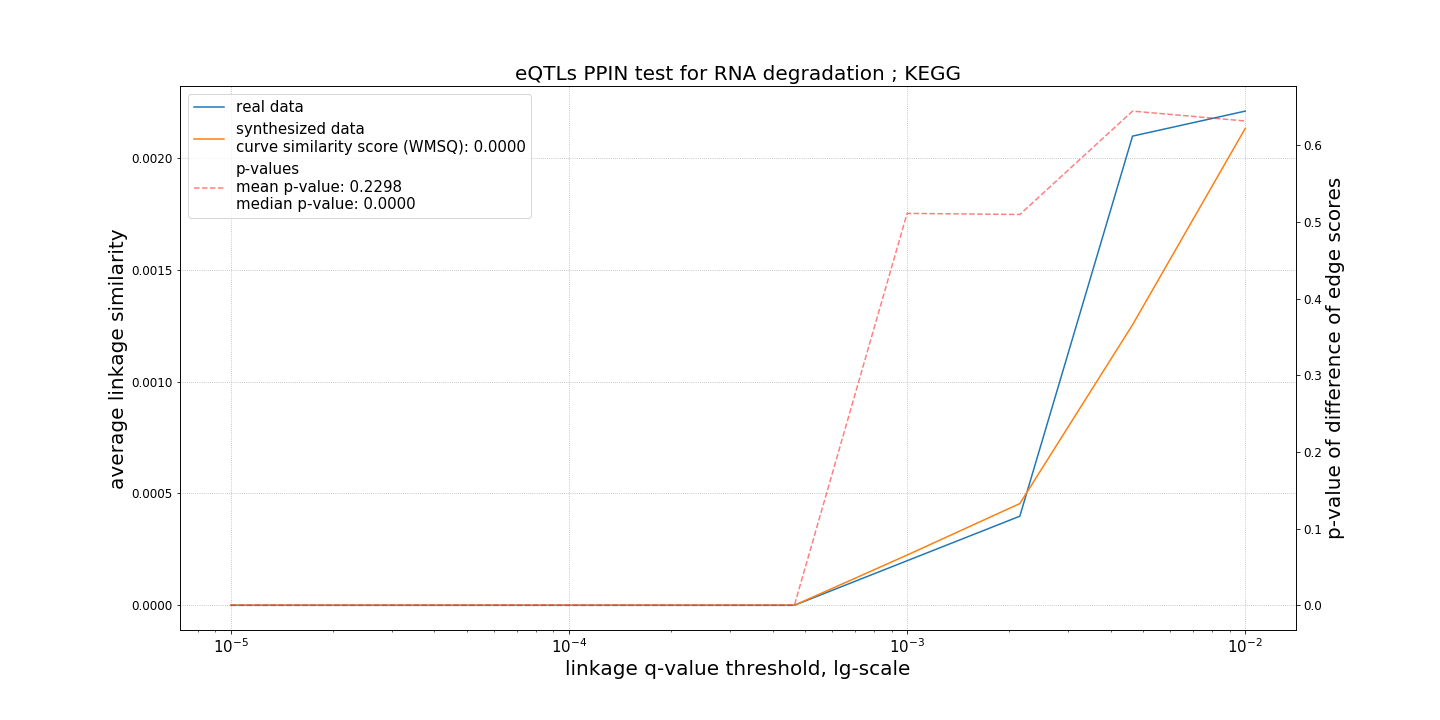 eQTLs PPIN test for RNA degradation ; KEGG
real data
synthesized data
curve similarity score (WMSQ): 0.0000
p-values
mean p-value: 0.2298
median p-value: 0.0000
average linkage similarity
0.0020
0.0015
0.0010
0.0005
0.0000
p-value of difference of edge scores
0.6
0.5
0.4
0.3
0.2
0.1
0.0
10⁻⁵ 10⁻⁴ 10⁻³ 10⁻²
linkage q-value threshold, lg-scale